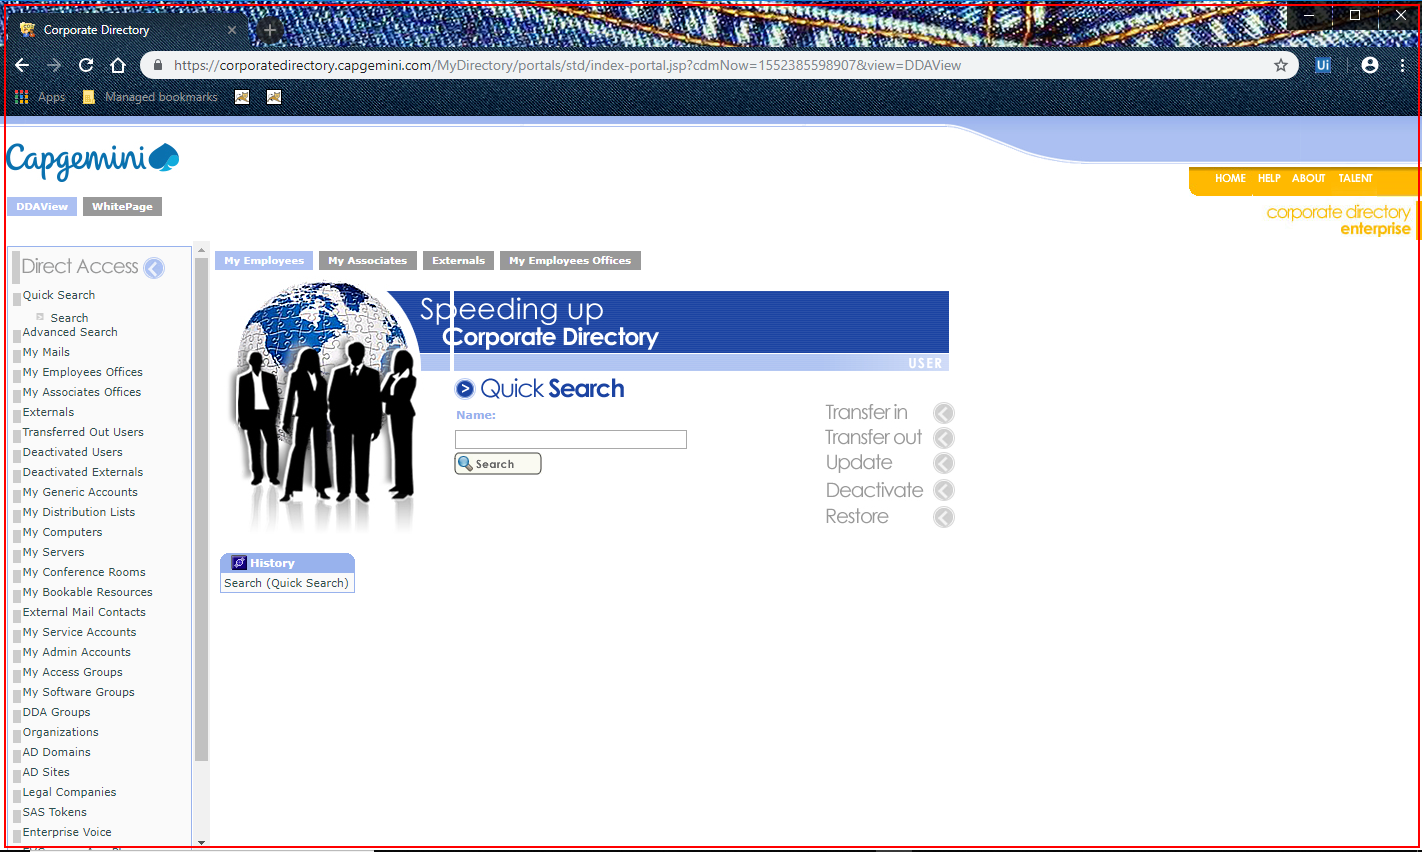 Corporate Directory
https://corporatedirectory.capgemini.com/MyDirectory/portals/std/index-portal.jsp?cdmNow=1552385598907&view=DDAView
Ui
Apps
Managed bookmarks
Capgemini
HOME HELP ABOUT TALENT
DDAView WhitePage
corporate directory
enterprise
Direct Access
Quick Search
Search
Advanced Search
My Mails
My Employees Offices
My Associates Offices
Externals
Transferred Out Users
Deactivated Users
Deactivated Externals
My Generic Accounts
My Distribution Lists
My Computers
My Servers
My Conference Rooms
My Bookable Resources
External Mail Contacts
My Service Accounts
My Admin Accounts
My Access Groups
My Software Groups
DDA Groups
Organizations
AD Domains
AD Sites
Legal Companies
SAS Tokens
Enterprise Voice
My Employees My Associates Externals My Employees Offices
Speeding up
Corporate Directory
USER
Quick Search
Name:
Search
Transfer in
Transfer out
Update
Deactivate
Restore
History
Search (Quick Search)